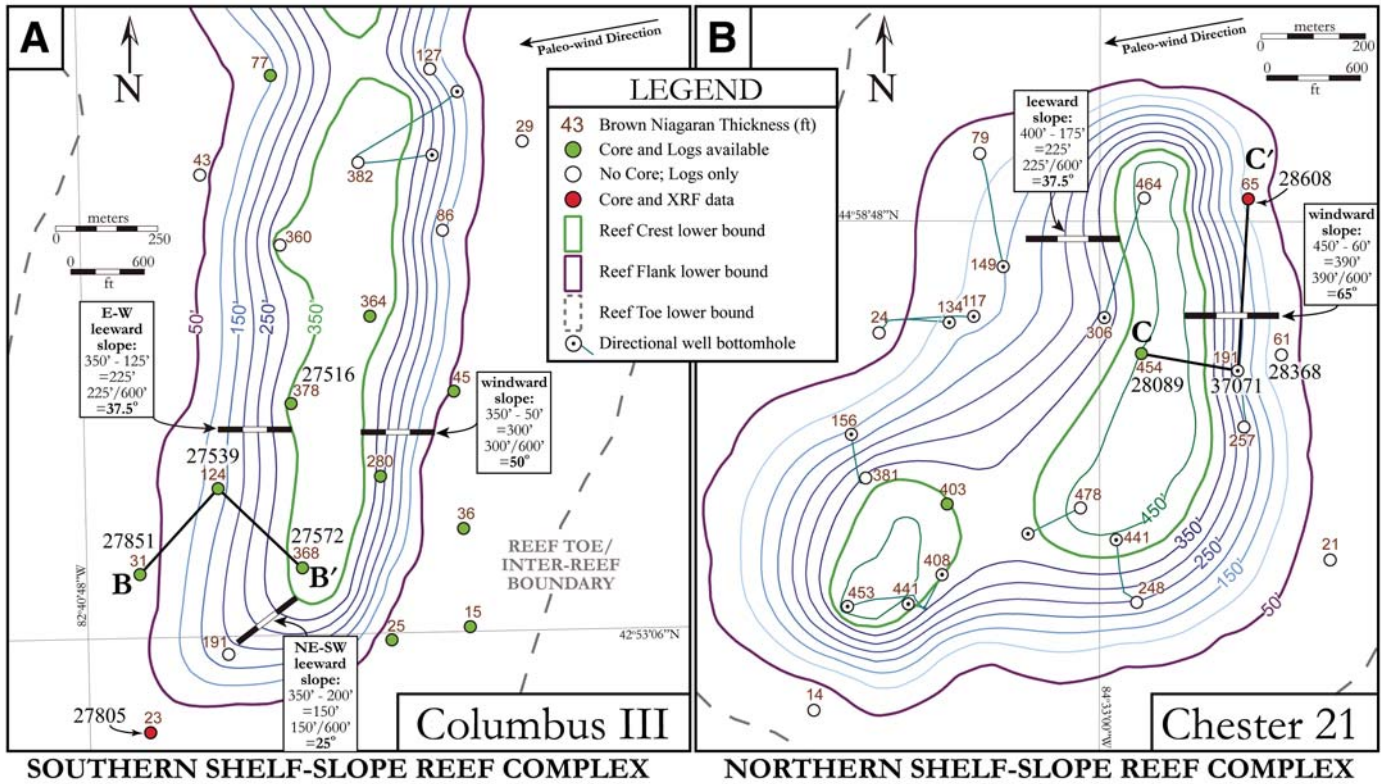 A
N
Paleo-wind Direction
77
127
43
29
382
86
meters
0 250
0 600
ft
360
364
50'
150'
250'
350'
E-W
leeward
slope:
350' - 125'
=225'
225'/600'
=37.5°
27516
378
45
windward
slope:
350' - 50'
=300'
300'/600'
=50°
27539
124
280
36
27851
31
B
27572
368
B'
REEF TOE/
INTER-REEF
BOUNDARY
82°40'48"W
191
25
15
42°53'06"N
NE-SW
leeward
slope:
350' - 200'
=150'
150'/600'
=25°
27805
23
Columbus III
SOUTHERN SHELF-SLOPE REEF COMPLEX
LEGEND
43 Brown Niagaran Thickness (ft)
Core and Logs available
No Core; Logs only
Core and XRF data
Reef Crest lower bound
Reef Flank lower bound
Reef Toe lower bound
Directional well bottomhole
B
N
Paleo-wind Direction
meters
0 200
0 600
ft
leeward
slope:
400' - 175'
=225'
225'/600'
=37.5°
79
C'
464
65
28608
44°58'48"N
windward
slope:
450' - 60'
=390'
390'/600'
=65°
149
24
134
117
306
C
454
28089
191
37071
61
28368
156
257
381
403
478
450'
441
350'
250'
150'
50'
21
408
453
441
248
14
84°33'00"W
Chester 21
NORTHERN SHELF-SLOPE REEF COMPLEX